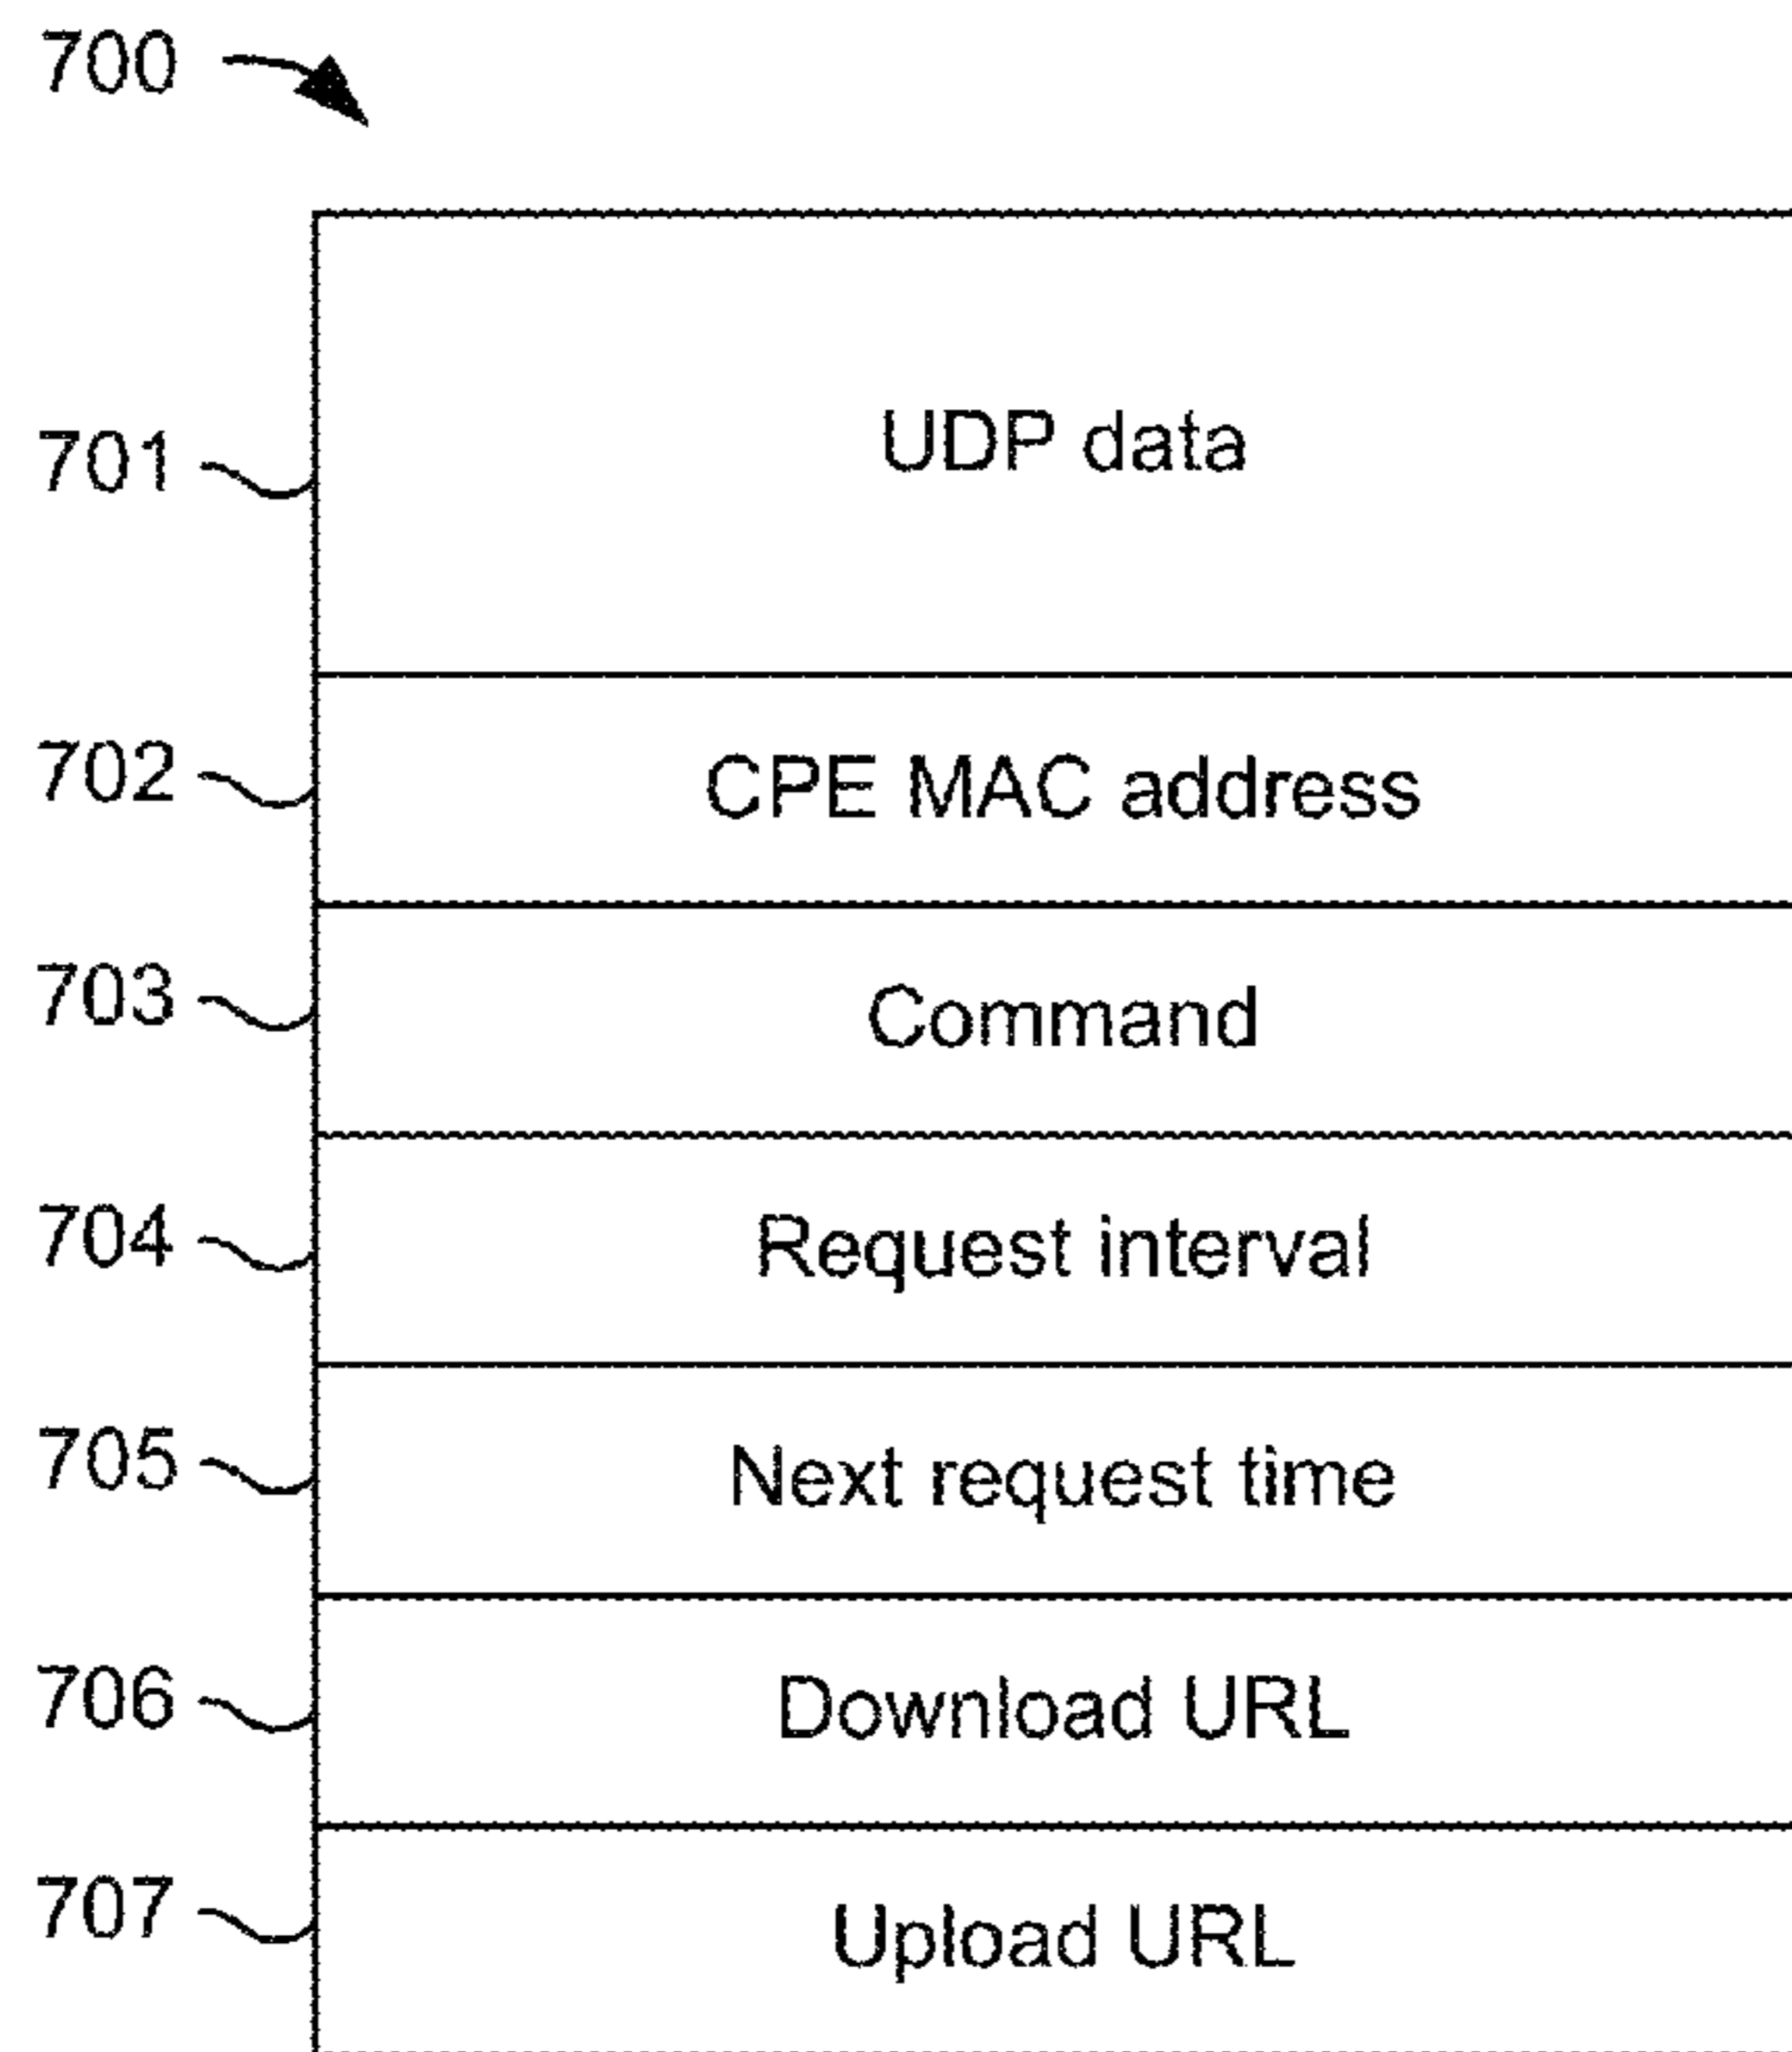 700
701 UDP data
702 CPE MAC address
703 Command
704 Request interval
705 Next request time
706 Download URL
707 Upload URL